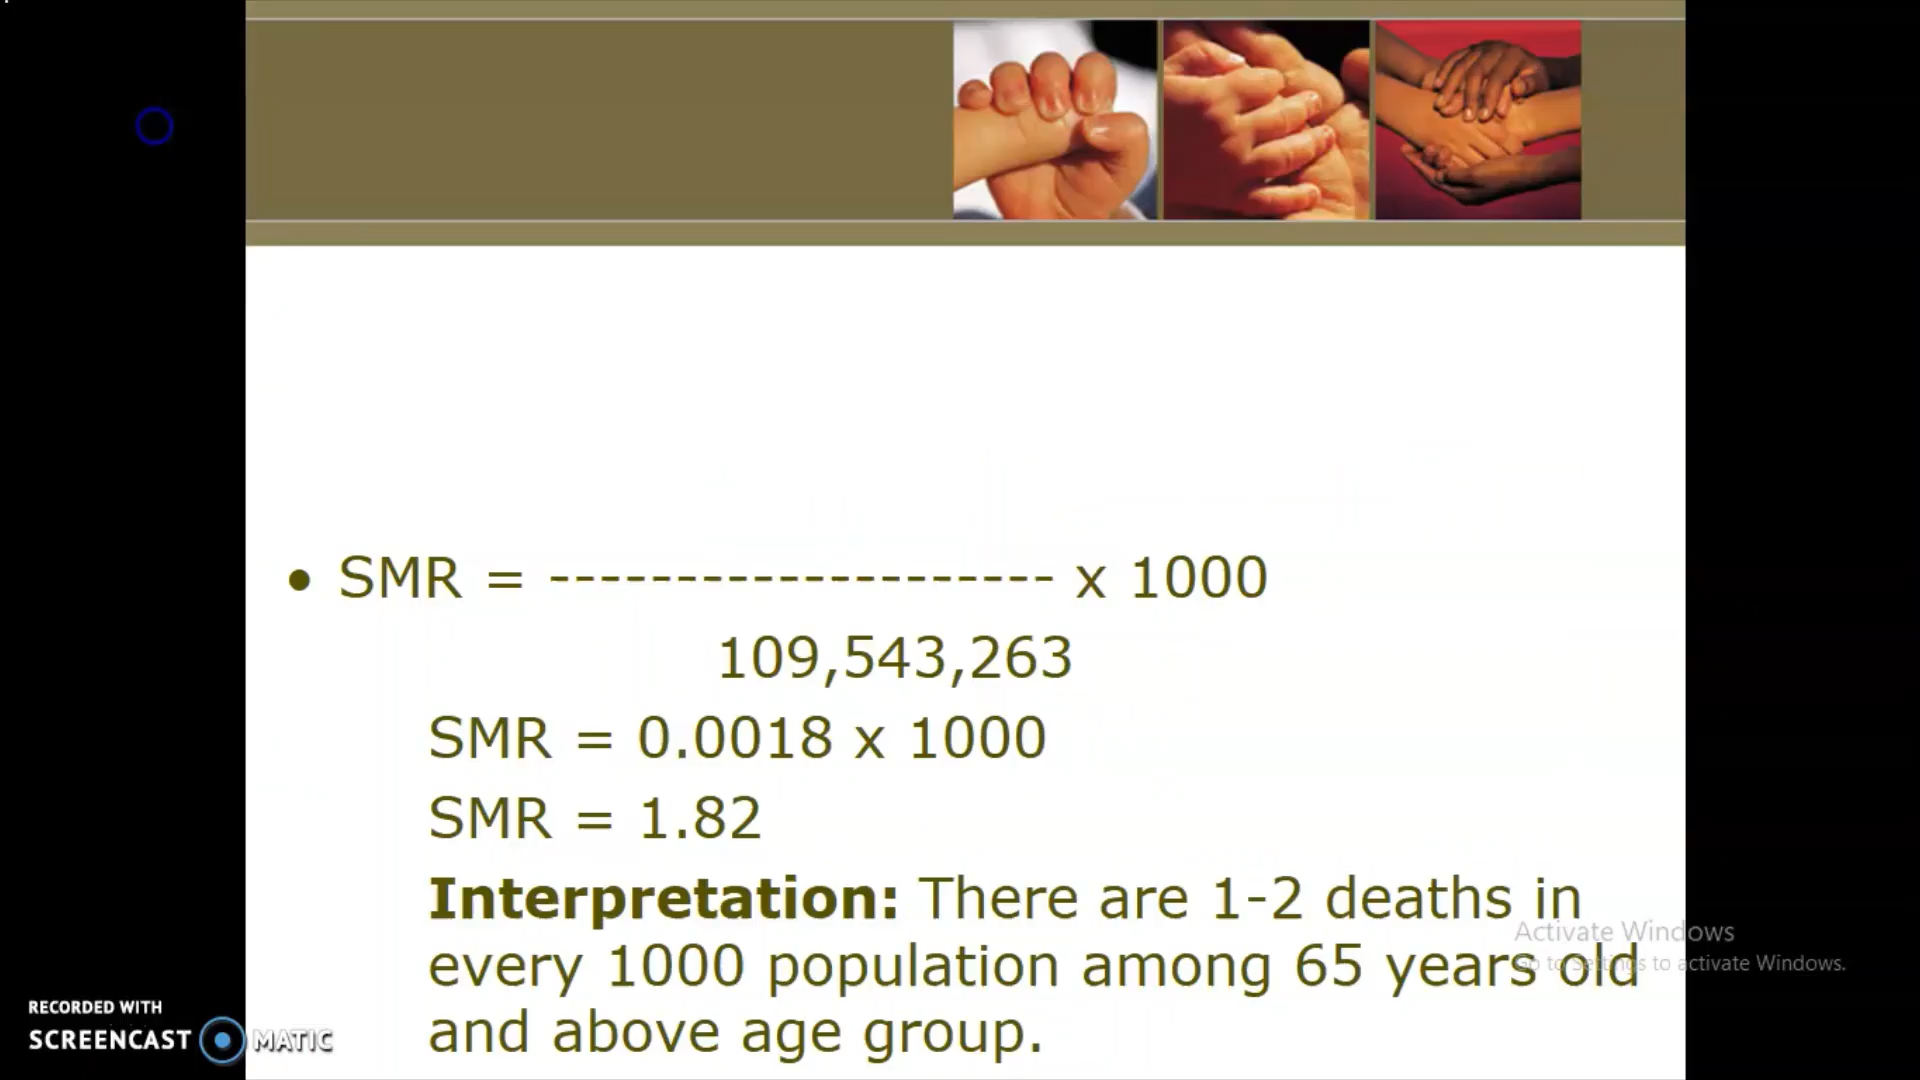 • SMR = -------------------- x 1000
109,543,263
SMR = 0.0018 x 1000
SMR = 1.82
Interpretation: There are 1-2 deaths in
every 1000 population among 65 years old
and above age group.
Activate Windows
Go to Settings to activate Windows.
RECORDED WITH
SCREENCAST MATIC